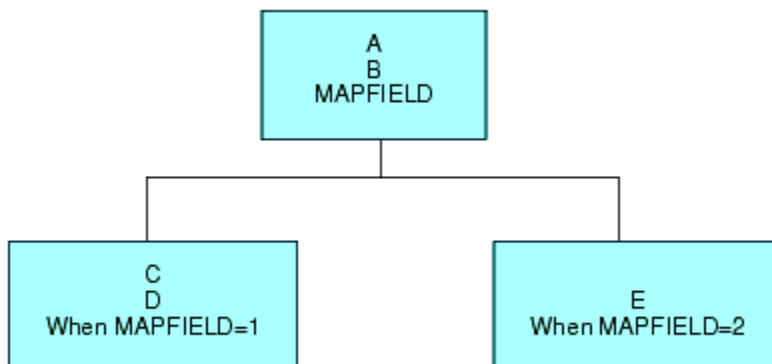 A
B
MAPFIELD
C
D
When MAPFIELD=1
E
When MAPFIELD=2